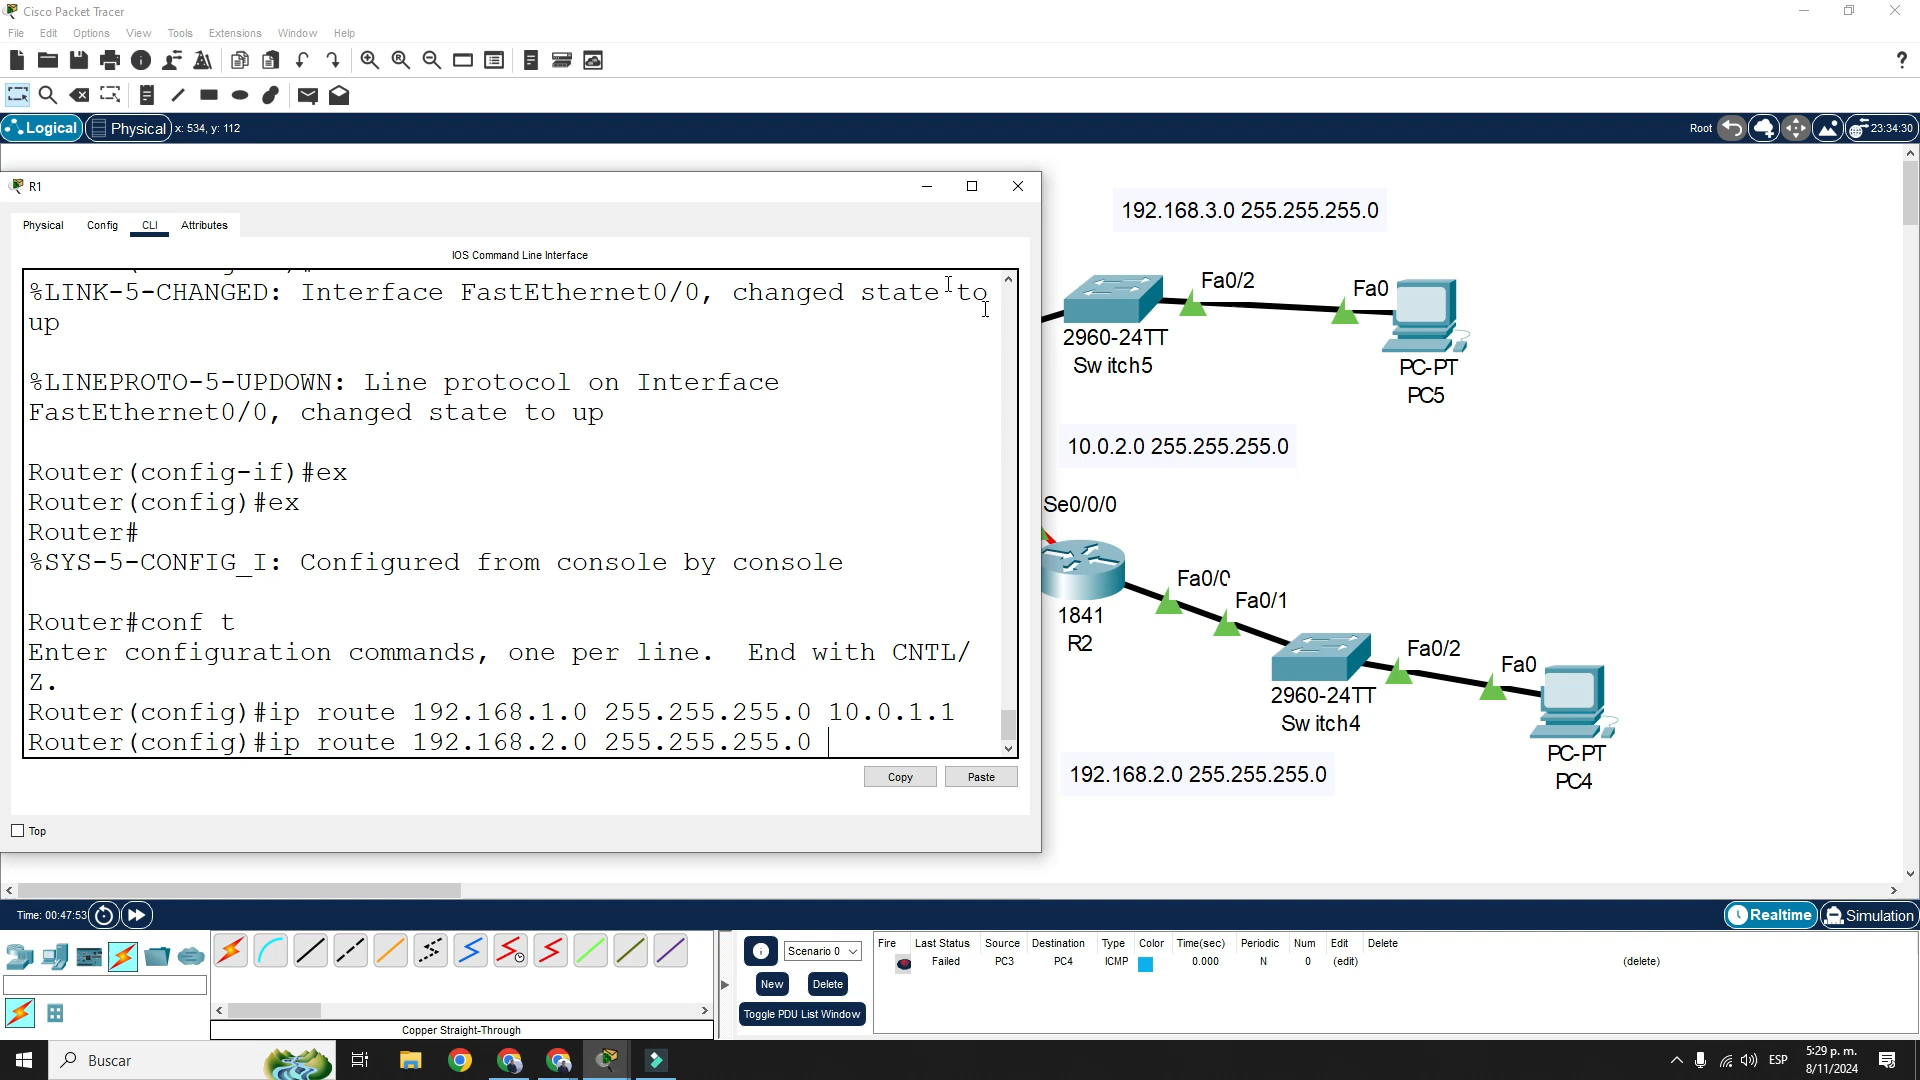 Cisco Packet Tracer
File Edit Options View Tools Extensions Window Help
?
Logical Physical x: 534, y: 112 Root 23:34:30
R1
Physical Config CLI Attributes
IOS Command Line Interface
%LINK-5-CHANGED: Interface FastEthernet0/0, changed state to
up
%LINEPROTO-5-UPDOWN: Line protocol on Interface
FastEthernet0/0, changed state to up
Router(config-if)#ex
Router(config)#ex
Router#
%SYS-5-CONFIG_I: Configured from console by console
Router#conf t
Enter configuration commands, one per line.  End with CNTL/
Z.
Router(config)#ip route 192.168.1.0 255.255.255.0 10.0.1.1
Router(config)#ip route 192.168.2.0 255.255.255.0
Copy Paste
Top
192.168.3.0 255.255.255.0
Fa0/2
Fa0
2960-24TT
Switch5
PC-PT
PC5
10.0.2.0 255.255.255.0
Se0/0/0
Fa0/0
Fa0/1
1841
R2
Fa0/2
Fa0
2960-24TT
Switch4
PC-PT
PC4
192.168.2.0 255.255.255.0
Time: 00:47:53 Realtime Simulation
Scenario 0
New Delete
Toggle PDU List Window
Fire Last Status Source Destination Type Color Time(sec) Periodic Num Edit Delete
Failed PC3 PC4 ICMP 0.000 N 0 (edit) (delete)
Copper Straight-Through
Buscar
ESP
5:29 p. m.
8/11/2024